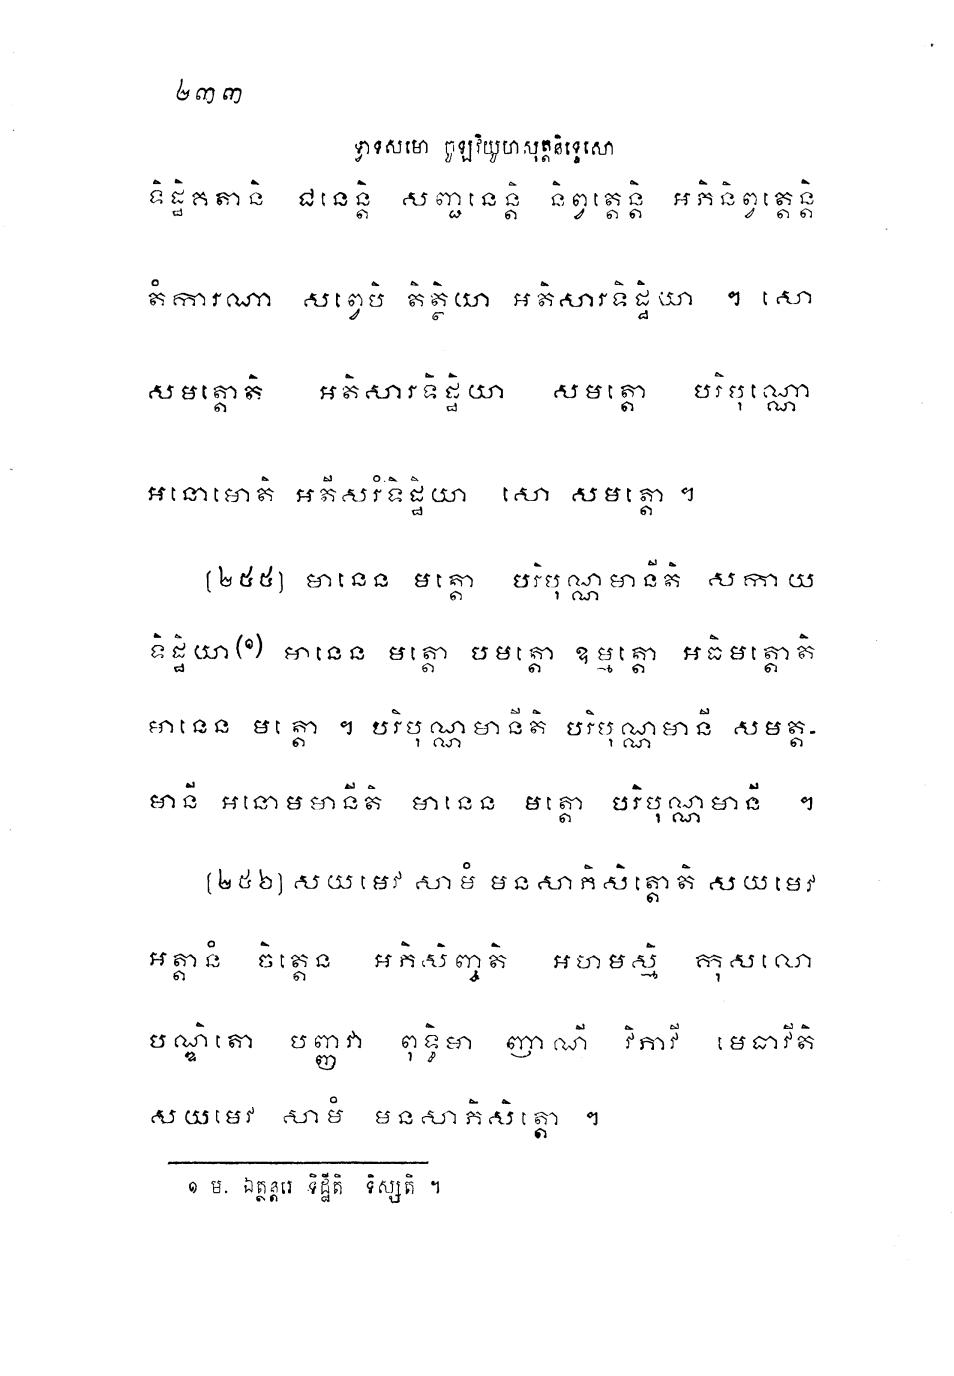 ២៣៣
ទ្វាទសមោ ចូឡវិយូហសុត្តនិទ្ទេសោ
ទិដ្ឋិគតានិ ជនេន្តិ សញ្ជនេន្តិ និព្វត្តេន្តិ អភិនិព្វត្តេន្តិ
តំការណា សព្វេបិ តិត្ថិយា អតិសារទិដ្ឋិយា ។ សោ
សមត្តោតិ អតិសារទិដ្ឋិយា សមត្តោ បរិបុណ្ណោ
អនោមោតិ អតីសរំទិដ្ឋិយា សោ សមត្តោ ។
(២៥៥) មានេន មត្តោ បរិបុណ្ណមានីតិ សកាយ
ទិដ្ឋិយា(១) មានេន មត្តោ បមត្តោ ឧម្មត្តោ អធិមត្តោតិ
មានេន មត្តោ ។ បរិបុណ្ណមានីតិ បរិបុណ្ណមានី សមត្ត-
មានី អនោមមានីតិ មានេន មត្តោ បរិបុណ្ណមានី ។
(២៥៦) សយមេវ សាមំ មនសាភិសិត្តោតិ សយមេវ
អត្តានំ ចិត្តេន អភិសិញ្ចតិ អហមស្មិ កុសលោ
បណ្ឌិតោ បញ្ញវា ពុទ្ធិមា ញាណី វិភាវី មេធាវីតិ
សយមេវ សាមំ មនសាភិសិត្តោ ។
១ ម. ឯត្ថន្តរេ ទិដ្ឋីតិ ទិស្សតិ ។